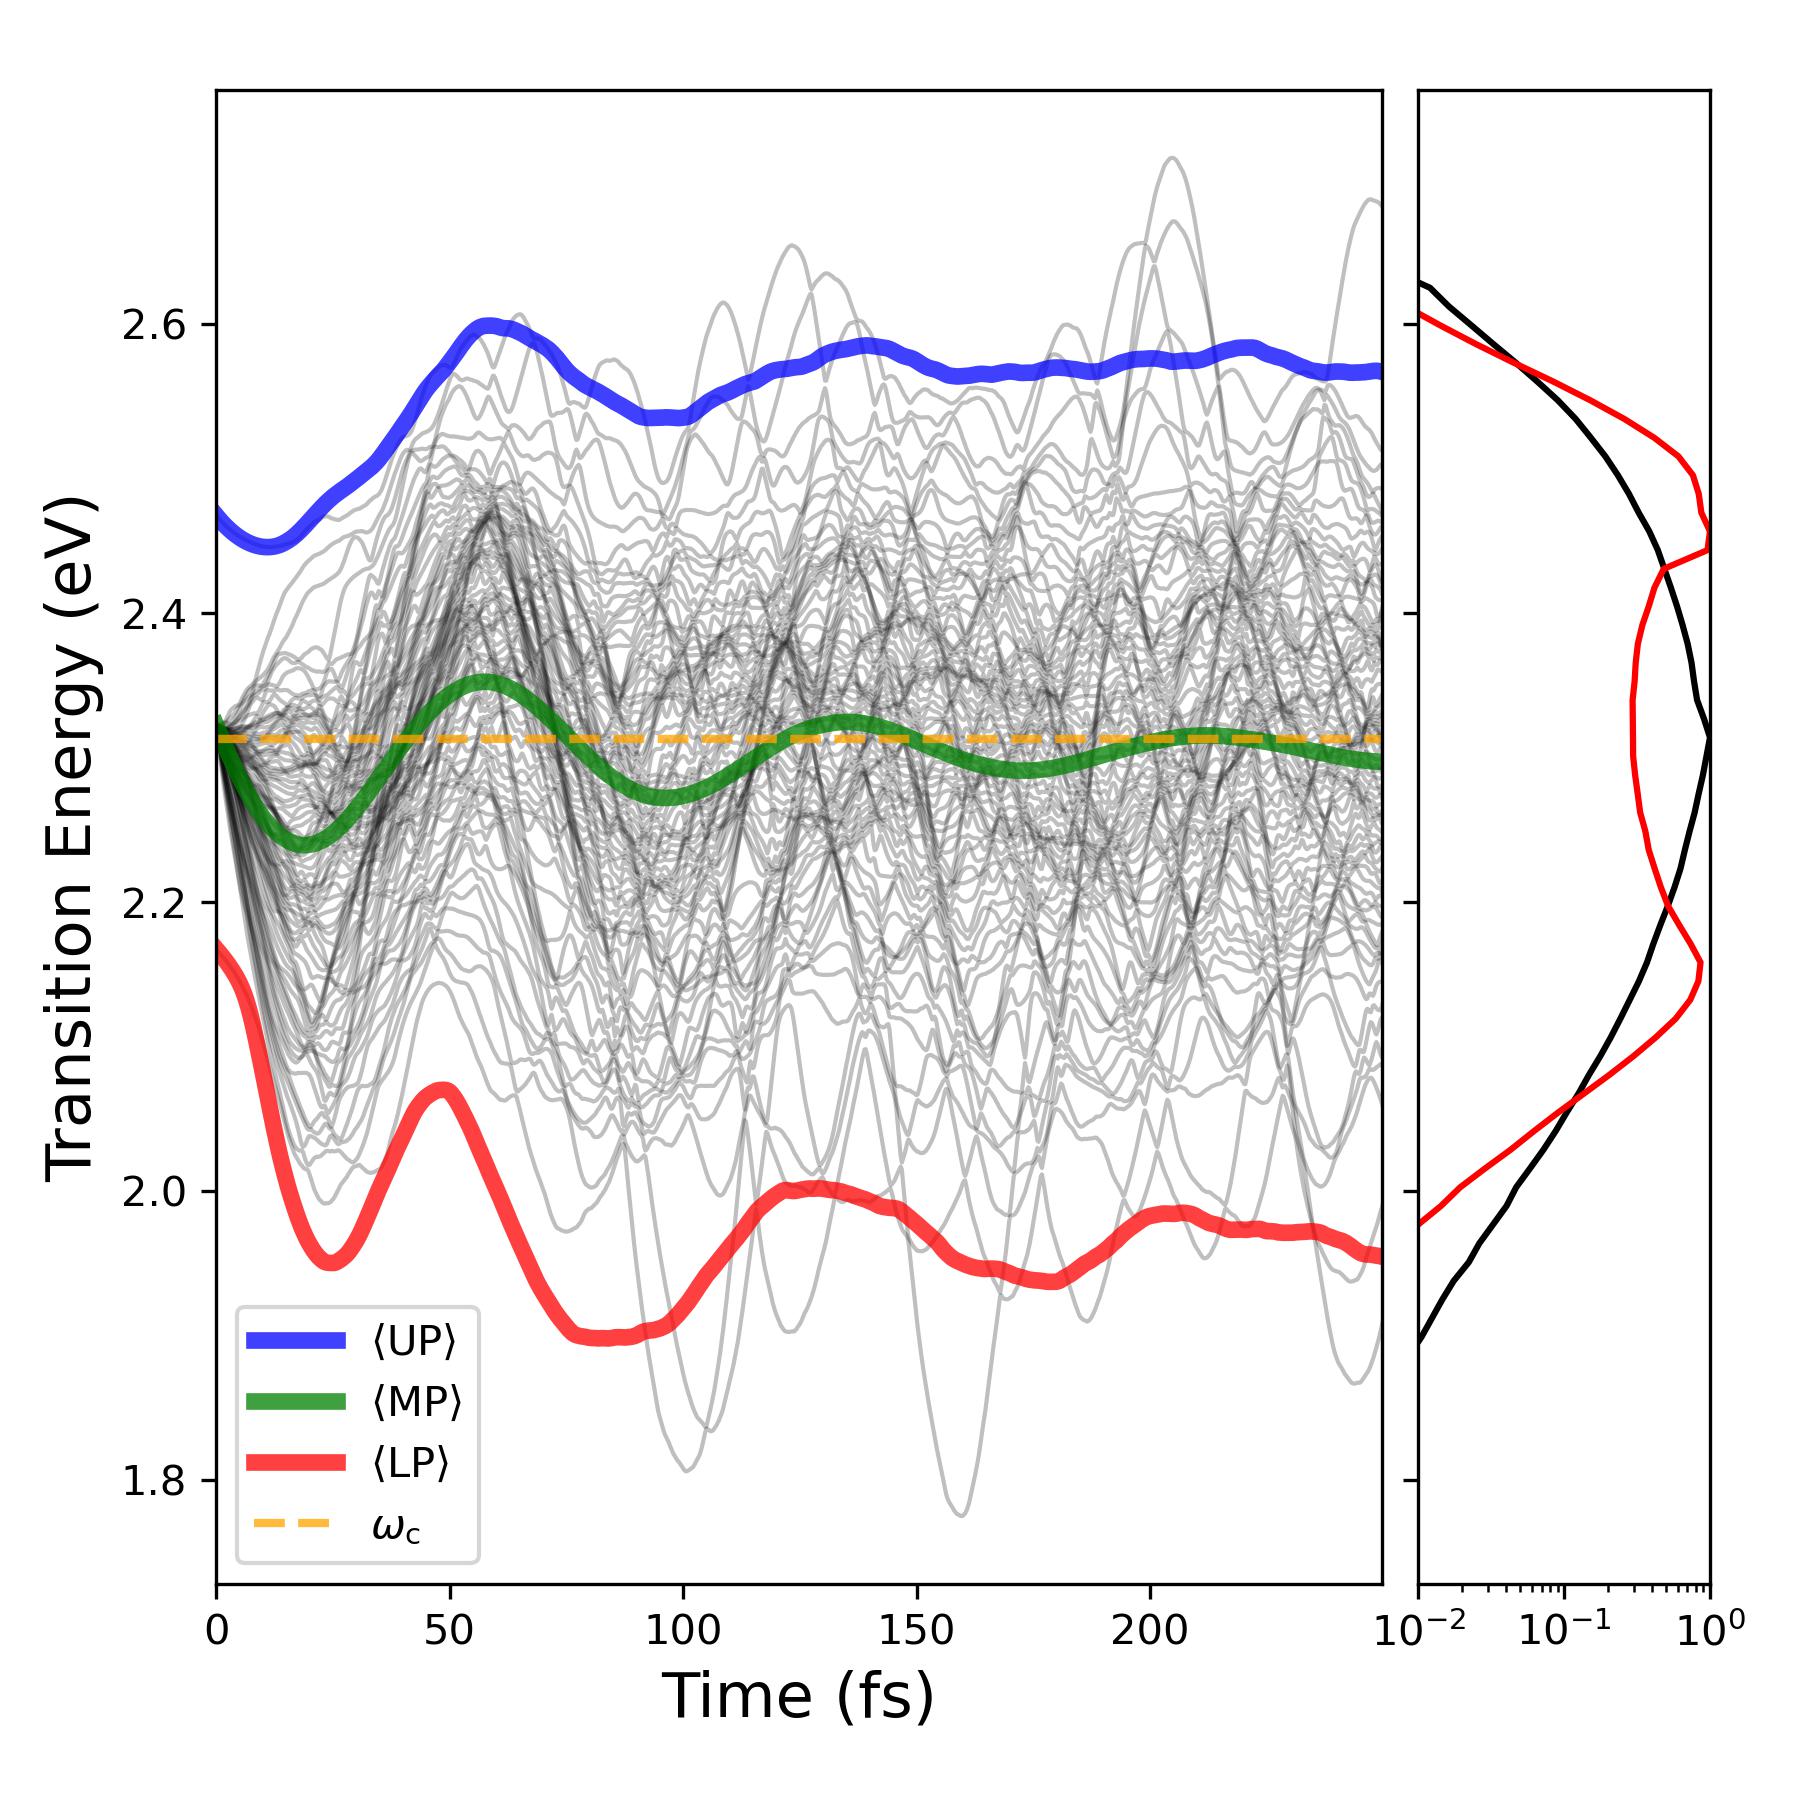 Transition Energy (eV)
2.6
2.4
2.2
2.0
1.8
⟨UP⟩
⟨MP⟩
⟨LP⟩
ω_c
0 50 100 150 200
Time (fs)
10⁻² 10⁻¹ 10⁰